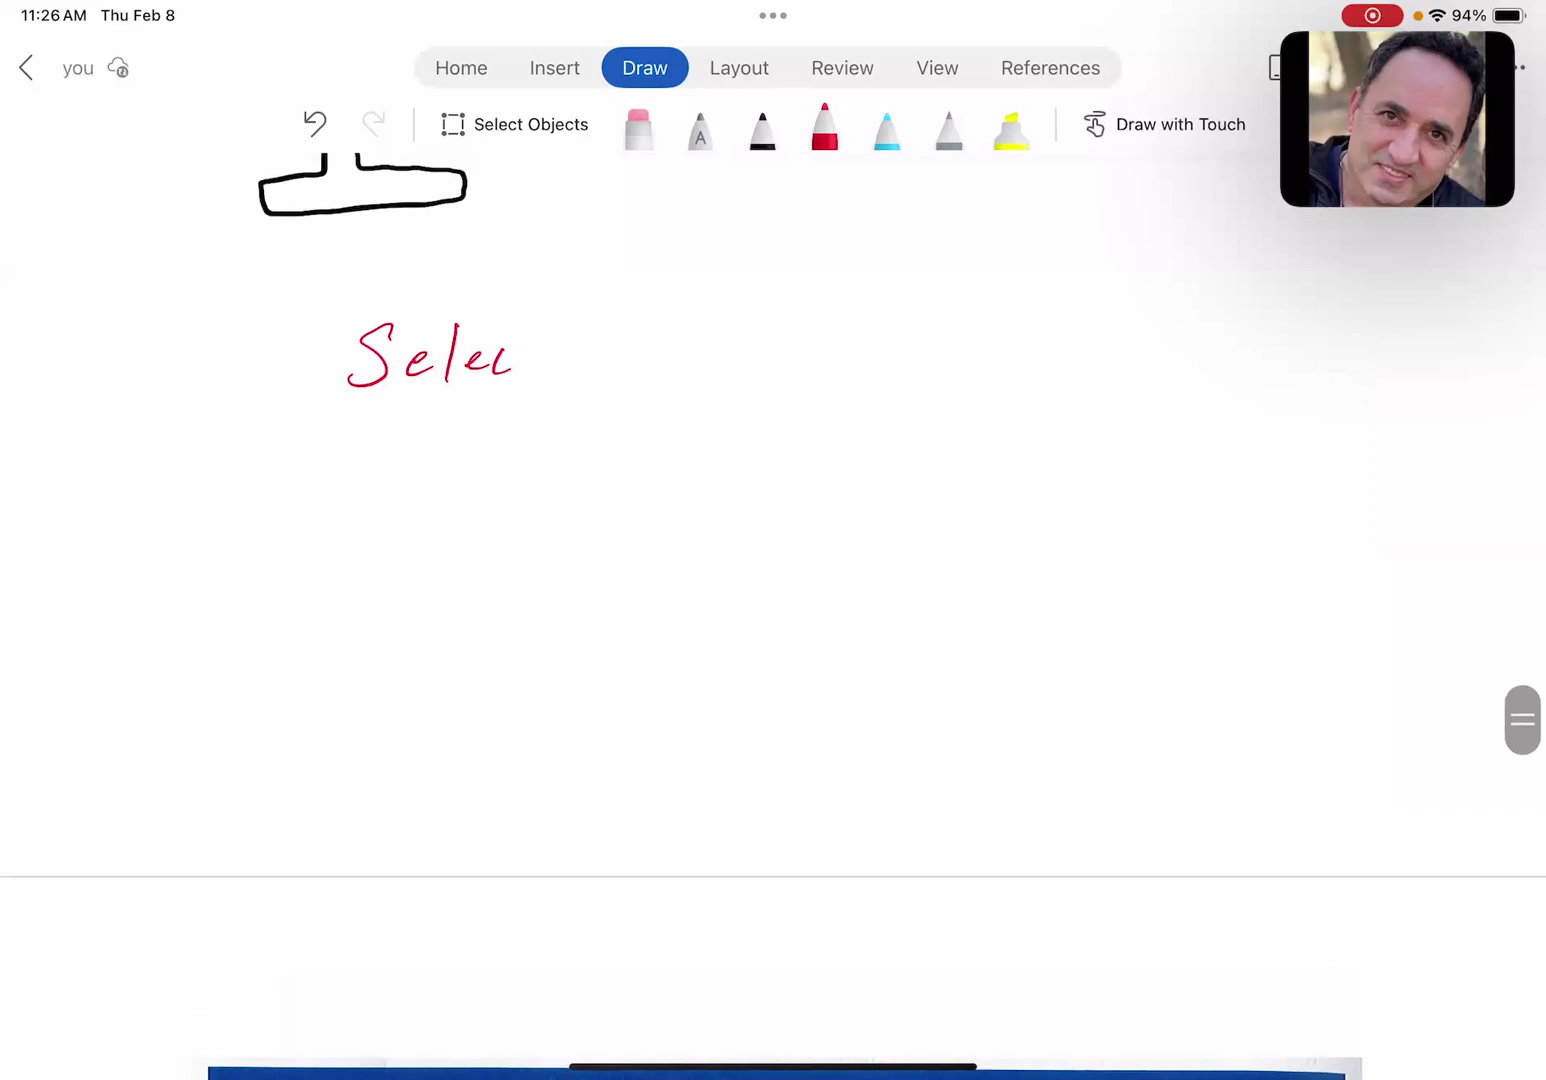 11:26 AM Thu Feb 8
94%
you
Home Insert Draw Layout Review View References
Select Objects
A
Draw with Touch
Selec